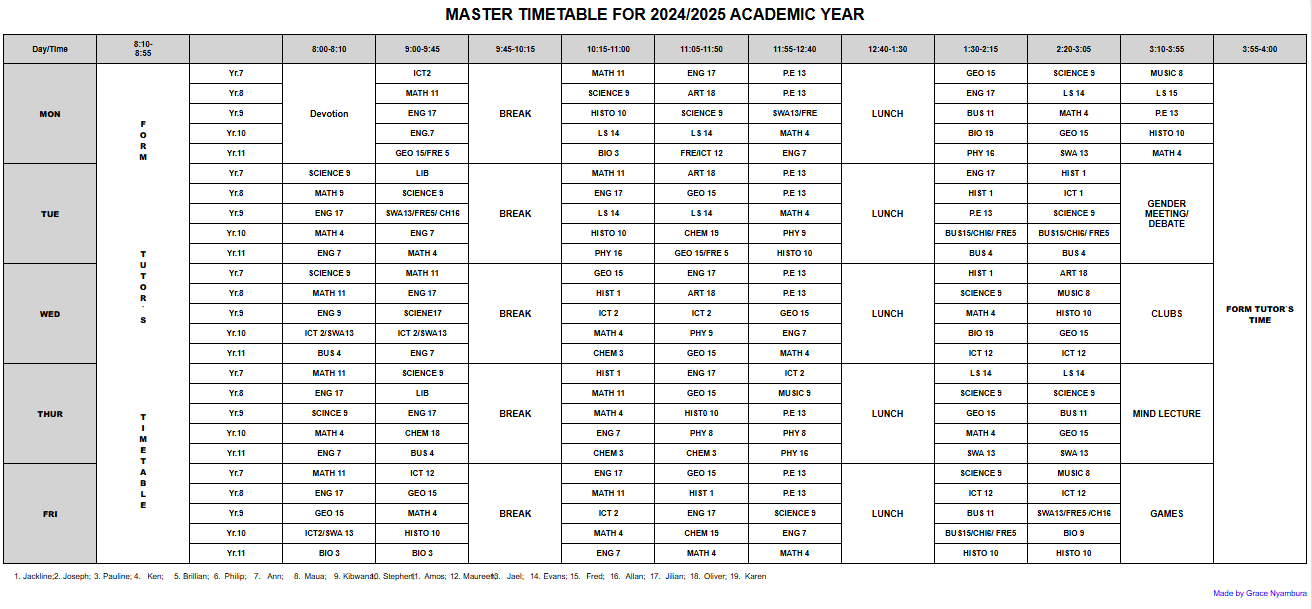 MASTER TIMETABLE FOR 2024/2025 ACADEMIC YEAR
Day/Time 8:10-8:55 8:00-8:10 9:00-9:45 9:45-10:15 10:15-11:00 11:05-11:50 11:55-12:40 12:40-1:30 1:30-2:15 2:20-3:05 3:10-3:55 3:55-4:00
FORM TUTOR`S TIMETABLE
FORM TUTOR`S TIME
MON
Devotion BREAK LUNCH
Yr.7 ICT2 MATH 11 ENG 17 P.E 13 GEO 15 SCIENCE 9 MUSIC 8
Yr.8 MATH 11 SCIENCE 9 ART 18 P.E 13 ENG 17 LS 14 LS 15
Yr.9 ENG 17 HISTO 10 SCIENCE 9 SWA13/FRE BUS 11 MATH 4 P.E 13
Yr.10 ENG.7 LS 14 LS 14 MATH 4 BIO 19 GEO 15 HISTO 10
Yr.11 GEO 15/FRE 5 BIO 3 FRE/ICT 12 ENG 7 PHY 16 SWA 13 MATH 4
TUE
BREAK LUNCH GENDER MEETING/ DEBATE
Yr.7 SCIENCE 9 LIB MATH 11 ART 18 P.E 13 ENG 17 HIST 1
Yr.8 MATH 9 SCIENCE 9 ENG 17 GEO 15 P.E 13 HIST 1 ICT 1
Yr.9 ENG 17 SWA13/FRE5/ CH16 LS 14 LS 14 MATH 4 P.E 13 SCIENCE 9
Yr.10 MATH 4 ENG 7 HISTO 10 CHEM 19 PHY 9 BUS15/CHI6/ FRE5 BUS15/CHI6/ FRE5
Yr.11 ENG 7 MATH 4 PHY 16 GEO 15/FRE 5 HISTO 10 BUS 4 BUS 4
WED
BREAK LUNCH CLUBS
Yr.7 SCIENCE 9 MATH 11 GEO 15 ENG 17 P.E 13 HIST 1 ART 18
Yr.8 MATH 11 ENG 17 HIST 1 ART 18 P.E 13 SCIENCE 9 MUSIC 8
Yr.9 ENG 9 SCIENE17 ICT 2 ICT 2 GEO 15 MATH 4 HISTO 10
Yr.10 ICT 2/SWA13 ICT 2/SWA13 MATH 4 PHY 9 ENG 7 BIO 19 GEO 15
Yr.11 BUS 4 ENG 7 CHEM 3 GEO 15 MATH 4 ICT 12 ICT 12
THUR
BREAK LUNCH MIND LECTURE
Yr.7 MATH 11 SCIENCE 9 HIST 1 ENG 17 ICT 2 LS 14 LS 14
Yr.8 ENG 17 LIB MATH 11 GEO 15 MUSIC 9 SCIENCE 9 SCIENCE 9
Yr.9 SCINCE 9 ENG 17 MATH 4 HIST0 10 P.E 13 GEO 15 BUS 11
Yr.10 MATH 4 CHEM 18 ENG 7 PHY 8 PHY 8 MATH 4 GEO 15
Yr.11 ENG 7 BUS 4 CHEM 3 CHEM 3 PHY 16 SWA 13 SWA 13
FRI
BREAK LUNCH GAMES
Yr.7 MATH 11 ICT 12 ENG 17 GEO 15 P.E 13 SCIENCE 9 MUSIC 8
Yr.8 ENG 17 GEO 15 MATH 11 HIST 1 P.E 13 ICT 12 ICT 12
Yr.9 GEO 15 MATH 4 ICT 2 ENG 17 SCIENCE 9 BUS 11 SWA13/FRE5 /CH16
Yr.10 ICT2/SWA 13 HISTO 10 MATH 4 CHEM 19 ENG 7 BUS15/CHI6/ FRE5 BIO 9
Yr.11 BIO 3 BIO 3 ENG 7 MATH 4 MATH 4 HISTO 10 HISTO 10
1. Jackline; 2. Joseph; 3. Pauline; 4. Ken; 5. Brillian; 6. Philip; 7. Ann; 8. Maua; 9. 10. 11. Amos; 12. 13. Jael; 14. Evans; 15. Fred; 16. Allan; 17. Jilian; 18. Oliver; 19. Karen
Made by Grace Nyambura